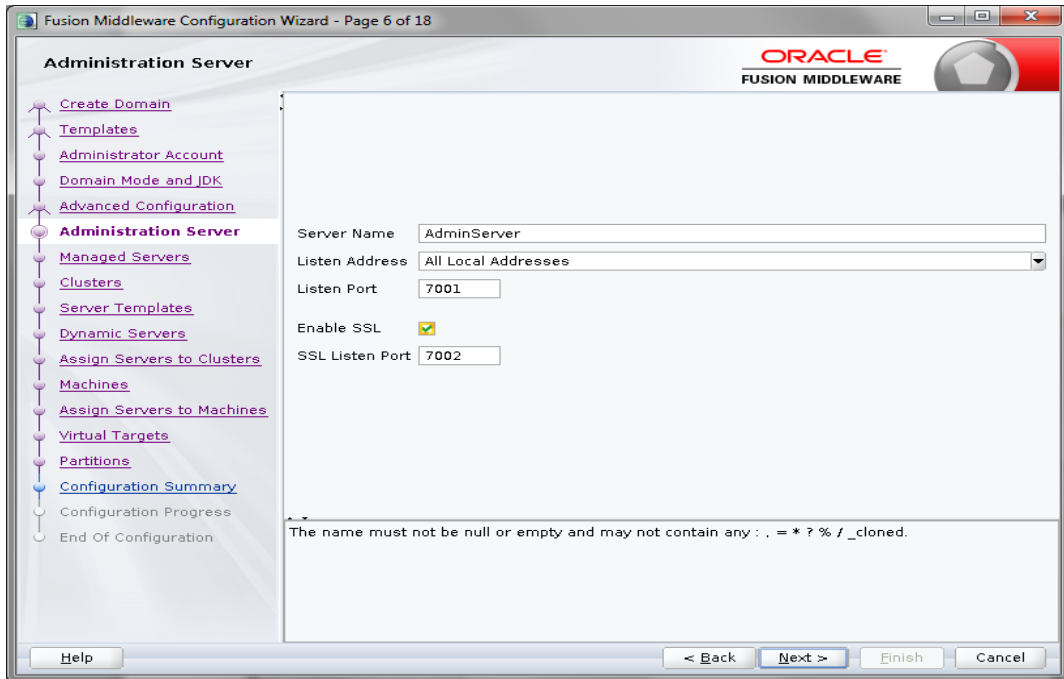 Fusion Middleware Configuration Wizard - Page 6 of 18
Administration Server
ORACLE
FUSION MIDDLEWARE
Create Domain
Templates
Administrator Account
Domain Mode and JDK
Advanced Configuration
Administration Server
Managed Servers
Clusters
Server Templates
Dynamic Servers
Assign Servers to Clusters
Machines
Assign Servers to Machines
Virtual Targets
Partitions
Configuration Summary
Configuration Progress
End Of Configuration
Server Name AdminServer
Listen Address All Local Addresses
Listen Port 7001
Enable SSL
SSL Listen Port 7002
The name must not be null or empty and may not contain any : , = * ? % / _cloned.
Help < Back Next > Finish Cancel